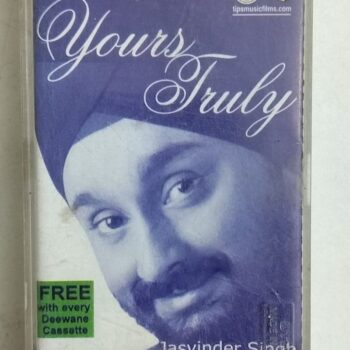 tipsmusicfilms.com
Yours
Truly
FREE
with every
Deewane
Cassette
Jasvinder Singh